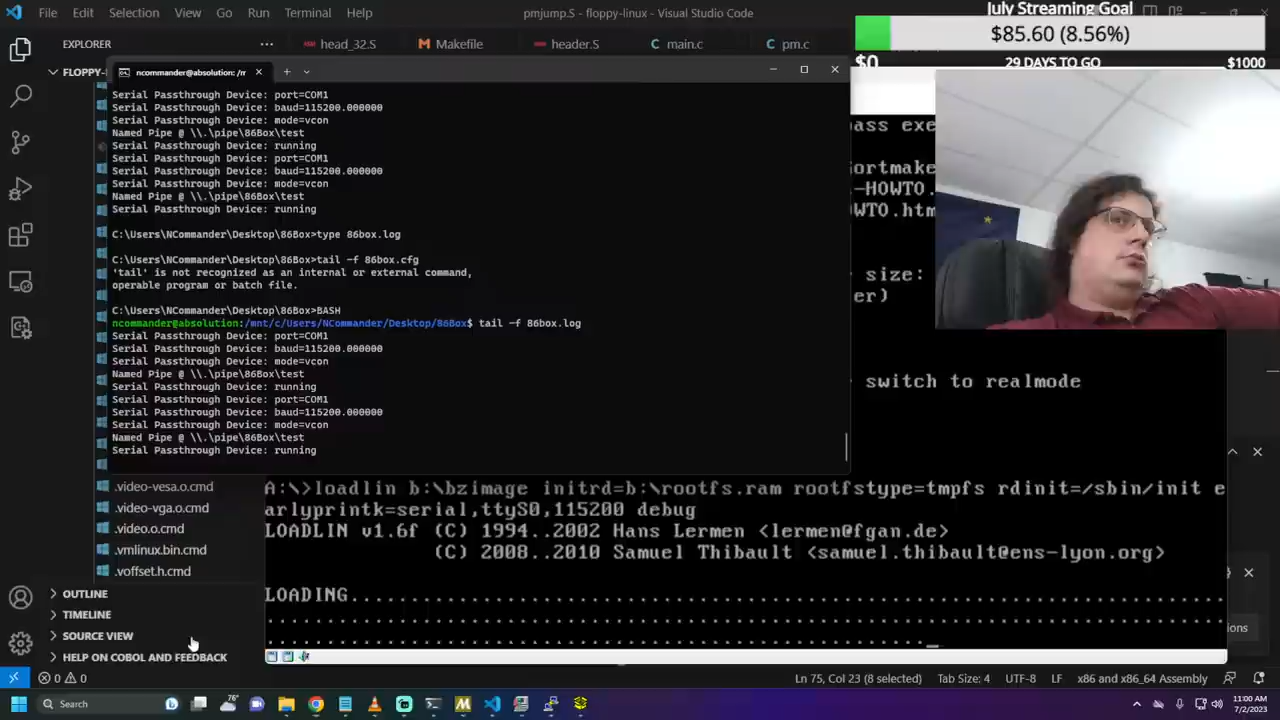 File Edit Selection View Go Run Terminal Help
pmjump.S - floppy-linux - Visual Studio Code
July Streaming Goal
$85.60 (8.56%)
$0 29 DAYS TO GO $1000
EXPLORER ···
head_32.S
Makefile
header.S
main.c
pm.c
FLOPPY-
ncommander@absolution: /r
Serial Passthrough Device: port=COM1
Serial Passthrough Device: baud=115200.000000
Serial Passthrough Device: mode=vcon
Named Pipe @ \\.\pipe\86Box\test
Serial Passthrough Device: running
Serial Passthrough Device: port=COM1
Serial Passthrough Device: baud=115200.000000
Serial Passthrough Device: mode=vcon
Named Pipe @ \\.\pipe\86Box\test
Serial Passthrough Device: running
C:\Users\NCommander\Desktop\86Box>type 86box.log
C:\Users\NCommander\Desktop\86Box>tail -f 86box.cfg
'tail' is not recognized as an internal or external command,
operable program or batch file.
C:\Users\NCommander\Desktop\86Box>BASH
ncommander@absolution:/mnt/c/Users/NCommander/Desktop/86Box$ tail -f 86box.log
Serial Passthrough Device: port=COM1
Serial Passthrough Device: baud=115200.000000
Serial Passthrough Device: mode=vcon
Named Pipe @ \\.\pipe\86Box\test
Serial Passthrough Device: running
Serial Passthrough Device: port=COM1
Serial Passthrough Device: baud=115200.000000
Serial Passthrough Device: mode=vcon
Named Pipe @ \\.\pipe\86Box\test
Serial Passthrough Device: running
ass exe
ortmake
-HOWTO.
OWTO.htm
size:
er)
switch to realmode
A:\>loadlin b:\bzimage initrd=b:\rootfs.ram rootfstype=tmpfs rdinit=/sbin/init e
arlyprintk=serial,ttyS0,115200 debug
LOADLIN v1.6f (C) 1994..2002 Hans Lermen <lermen@fgan.de>
(C) 2008..2010 Samuel Thibault <samuel.thibault@ens-lyon.org>
LOADING...............................................................
.video-vesa.o.cmd
.video-vga.o.cmd
.video.o.cmd
.vmlinux.bin.cmd
.voffset.h.cmd
OUTLINE
TIMELINE
SOURCE VIEW
HELP ON COBOL AND FEEDBACK
ions
0 0
Ln 75, Col 23 (8 selected) Tab Size: 4 UTF-8 LF x86 and x86_64 Assembly
Search
76°
11:00 AM
7/2/2023